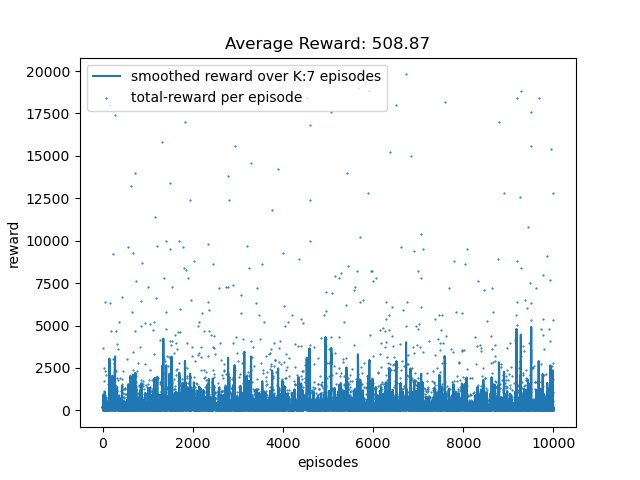 Average Reward: 508.87
20000
17500
15000
12500
10000
7500
5000
2500
0
reward
smoothed reward over K:7 episodes
total-reward per episode
0 2000 4000 6000 8000 10000
episodes